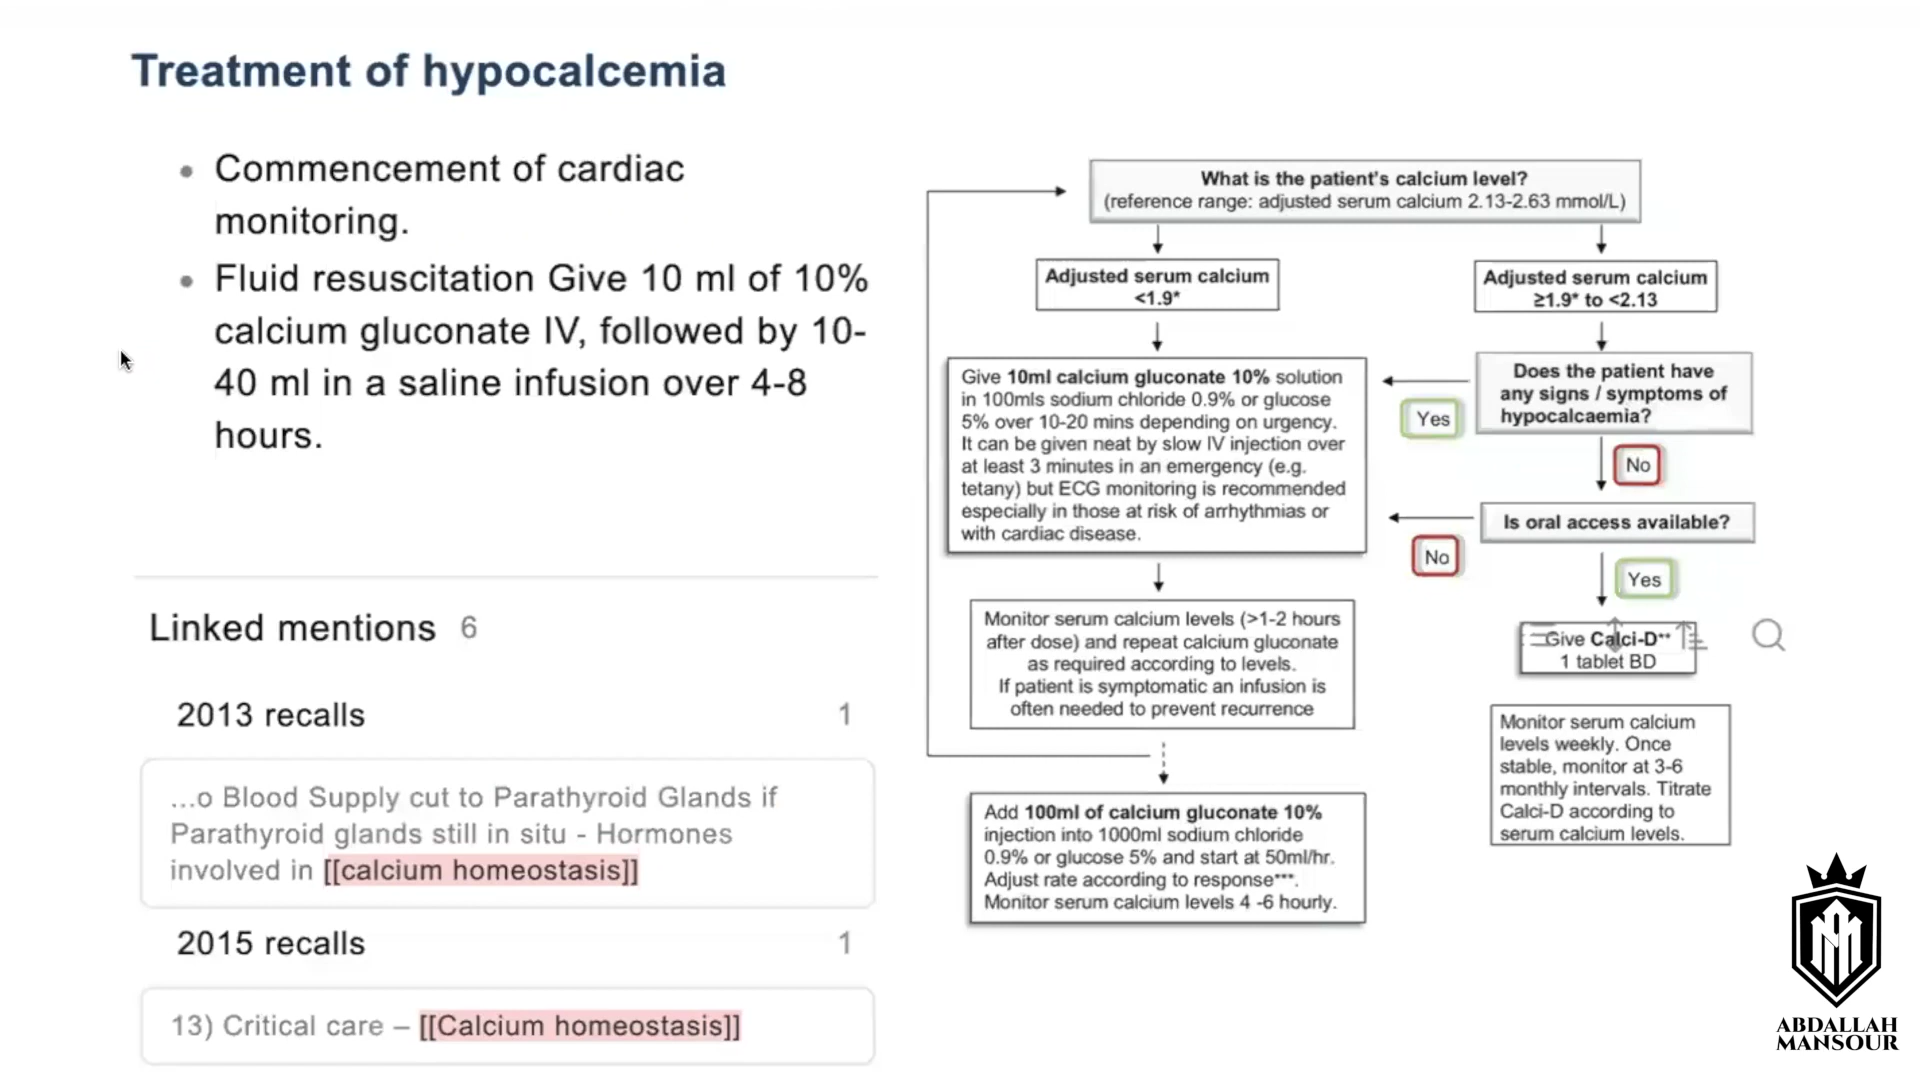 Treatment of hypocalcemia
Commencement of cardiac
monitoring.
Fluid resuscitation Give 10 ml of 10%
calcium gluconate IV, followed by 10-
40 ml in a saline infusion over 4-8
hours.
Linked mentions 6
2013 recalls 1
...o Blood Supply cut to Parathyroid Glands if
Parathyroid glands still in situ - Hormones
involved in [[calcium homeostasis]]
2015 recalls 1
13) Critical care – [[Calcium homeostasis]]
What is the patient's calcium level?
(reference range: adjusted serum calcium 2.13-2.63 mmol/L)
Adjusted serum calcium
<1.9*
Adjusted serum calcium
≥1.9* to <2.13
Give 10ml calcium gluconate 10% solution
in 100mls sodium chloride 0.9% or glucose
5% over 10-20 mins depending on urgency.
It can be given neat by slow IV injection over
at least 3 minutes in an emergency (e.g.
tetany) but ECG monitoring is recommended
especially in those at risk of arrhythmias or
with cardiac disease.
Does the patient have
any signs / symptoms of
hypocalcaemia?
Yes
No
Is oral access available?
No
Yes
Monitor serum calcium levels (>1-2 hours
after dose) and repeat calcium gluconate
as required according to levels.
If patient is symptomatic an infusion is
often needed to prevent recurrence
Give Calci-D**
1 tablet BD
Monitor serum calcium
levels weekly. Once
stable, monitor at 3-6
monthly intervals. Titrate
Calci-D according to
serum calcium levels.
Add 100ml of calcium gluconate 10%
injection into 1000ml sodium chloride
0.9% or glucose 5% and start at 50ml/hr.
Adjust rate according to response***.
Monitor serum calcium levels 4 -6 hourly.
ABDALLAH
MANSOUR